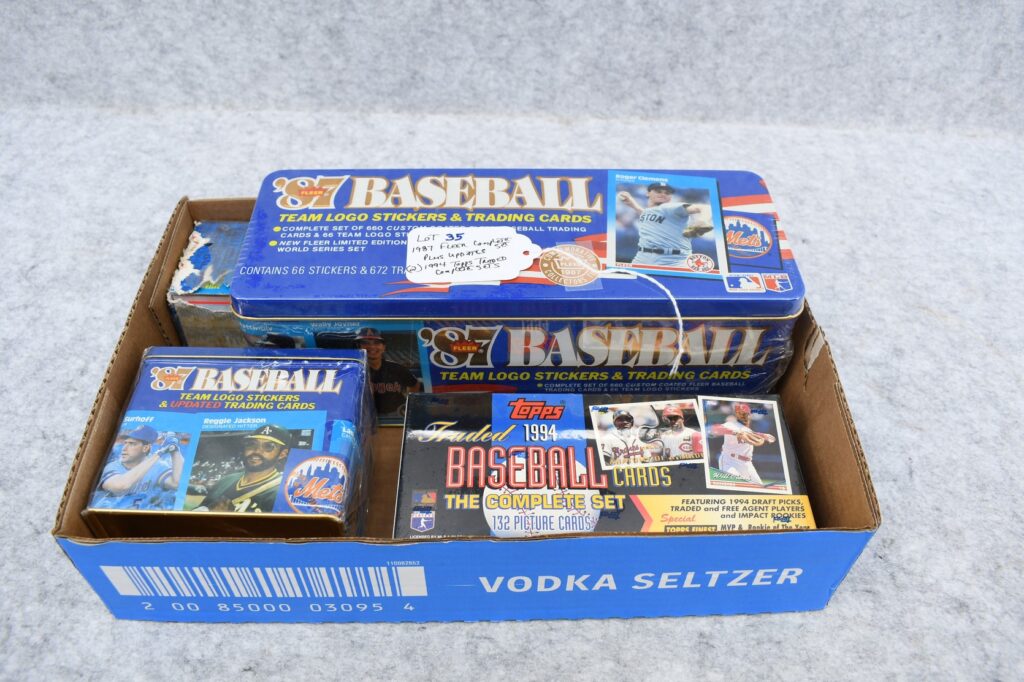 '87 BASEBALL
FLEER
TEAM LOGO STICKERS & TRADING CARDS
• COMPLETE SET OF 660 CUSTOM COATED BASEBALL TRADING
CARDS & 66 TEAM LOGO
• NEW FLEER LIMITED EDITION
WORLD SERIES SET
CONTAINS 66 STICKERS & 672
Roger Clemens
BOSTON
Mets
1987
LOT 35
1987 FLEER Complete Set
Plus updates
(2) 1994 Topps Traded
Complete Sets
Wally Joyner
'87 BASEBALL
FLEER
TEAM LOGO STICKERS & TRADING CARDS
• COMPLETE SET OF 660 CUSTOM COATED FLEER BASEBALL
TRADING CARDS & 66 TEAM LOGO STICKERS
'87 BASEBALL
TEAM LOGO STICKERS
& UPDATED TRADING CARDS
Reggie Jackson
DESIGNATED HITTER
Mets
Topps
Traded 1994
BASEBALL CARDS
THE COMPLETE SET
132 PICTURE CARDS
FEATURING 1994 DRAFT PICKS,
TRADED and FREE AGENT PLAYERS
and IMPACT ROOKIES
Special TOPPS FINEST MVP & Rookie of The Year
VODKA SELTZER
110082852
2 00 85000 03095 4